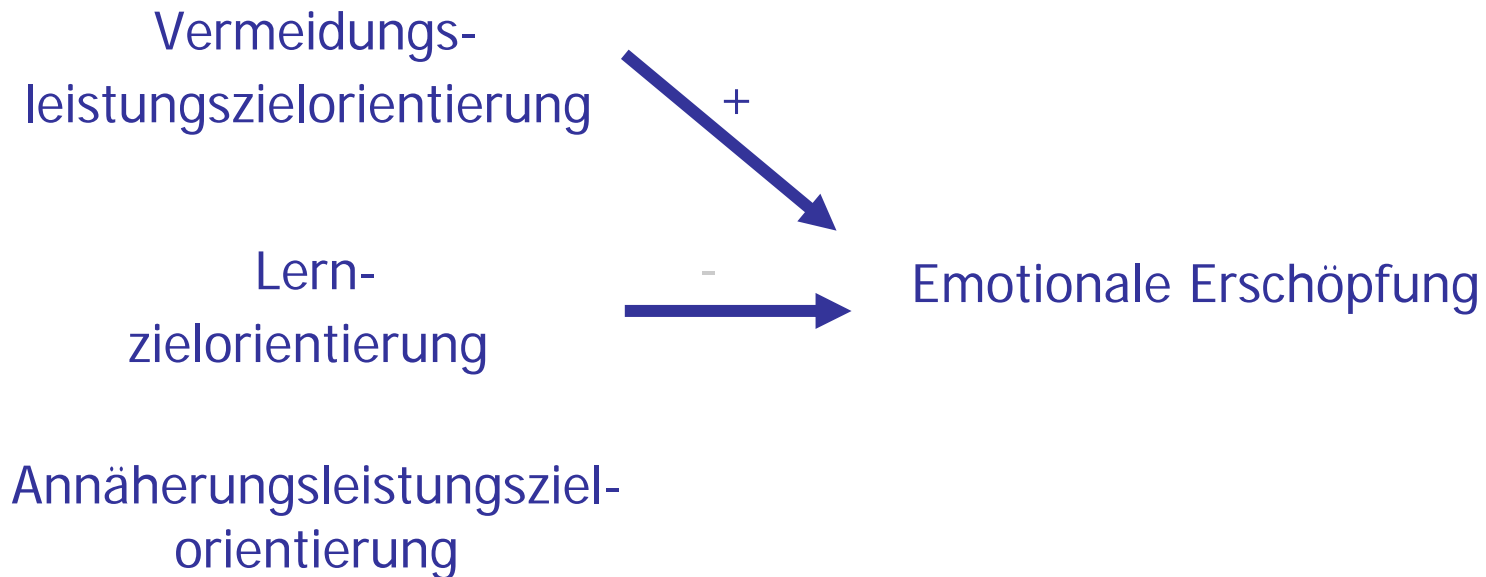 Vermeidungs-
leistungszielorientierung
+
Lern-
zielorientierung
-
Emotionale Erschöpfung
Annäherungsleistungsziel-
orientierung